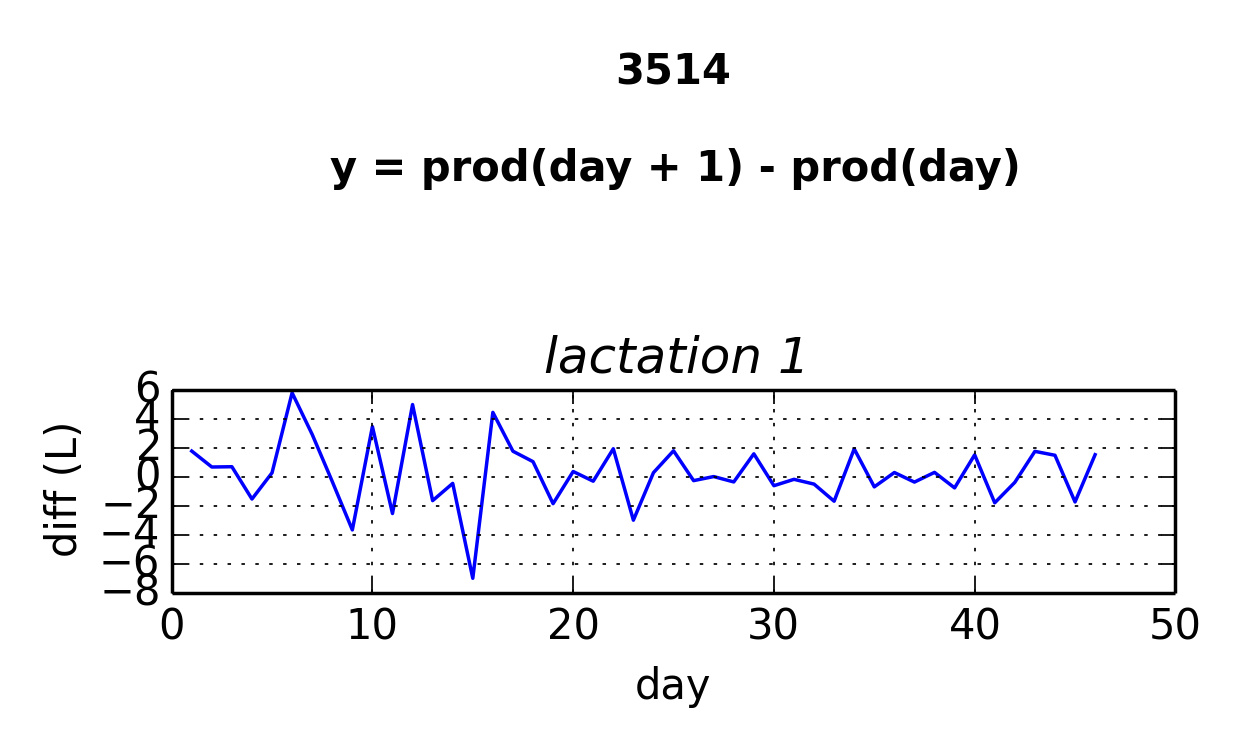 3514
y = prod(day + 1) - prod(day)
lactation 1
6
4
2
0
−2
−4
−6
−8
diff (L)
0 10 20 30 40 50
day